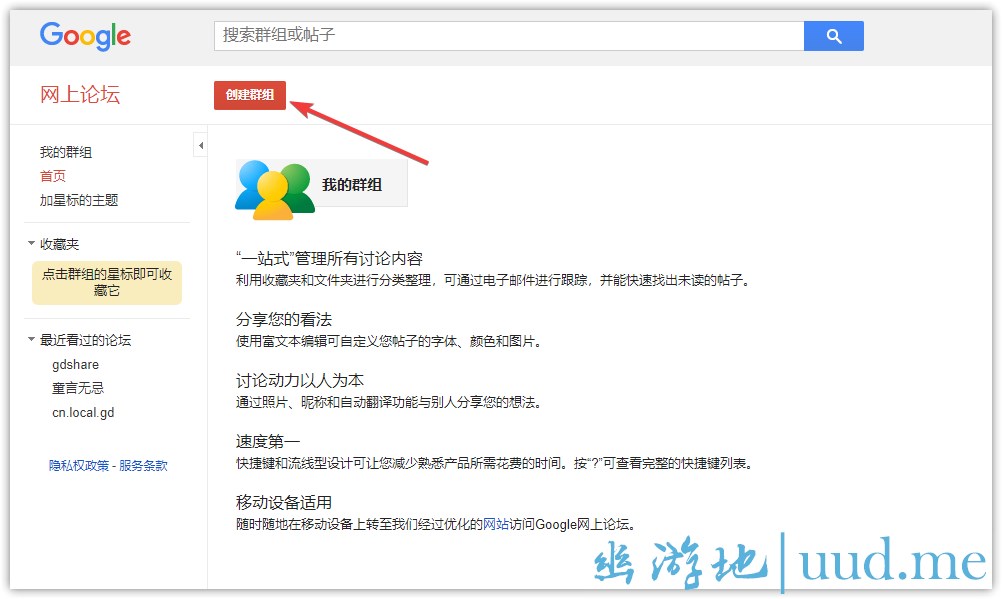 Google
搜索群组或帖子
网上论坛
创建群组
我的群组
首页
加星标的主题
收藏夹
点击群组的星标即可收
藏它
最近看过的论坛
gdshare
童言无忌
cn.local.gd
隐私权政策 - 服务条款
我的群组
“一站式”管理所有讨论内容
利用收藏夹和文件夹进行分类整理，可通过电子邮件进行跟踪，并能快速找出未读的帖子。
分享您的看法
使用富文本编辑可自定义您帖子的字体、颜色和图片。
讨论动力以人为本
通过照片、昵称和自动翻译功能与别人分享您的想法。
速度第一
快捷键和流线型设计可让您减少熟悉产品所需花费的时间。按“?”可查看完整的快捷键列表。
移动设备适用
随时随地在移动设备上转至我们经过优化的网站访问Google网上论坛。
幽游地|uud.me